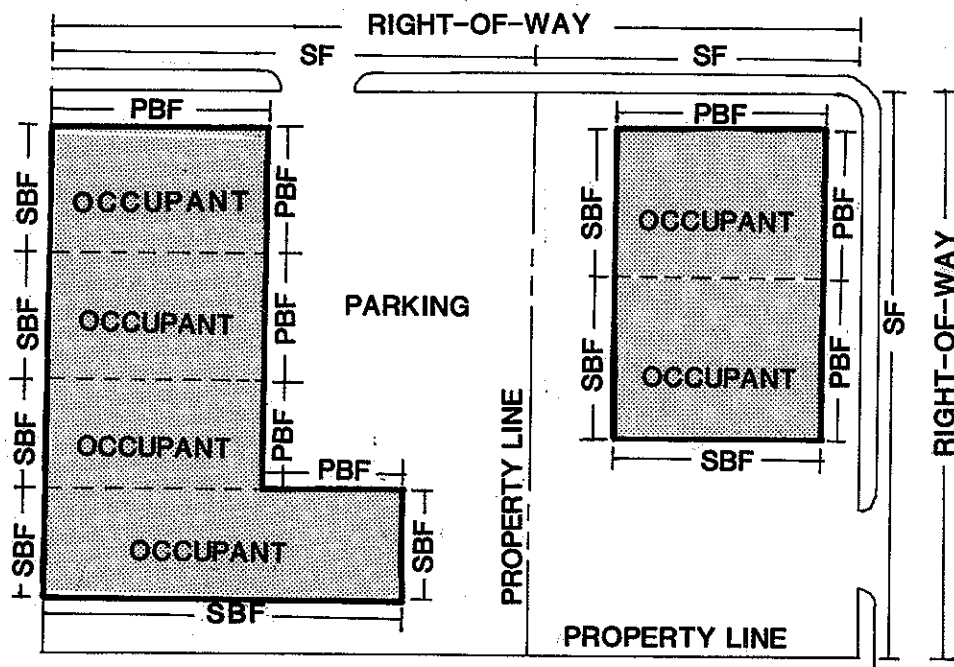 RIGHT-OF-WAY
SF
SF
PBF
PBF
SBF
OCCUPANT
PBF
SBF
OCCUPANT
PBF
SF
RIGHT-OF-WAY
SBF
OCCUPANT
PBF
PARKING
SBF
OCCUPANT
PBF
SBF
OCCUPANT
PBF
PBF
SBF
PROPERTY LINE
SBF
OCCUPANT
SBF
SBF
PROPERTY LINE